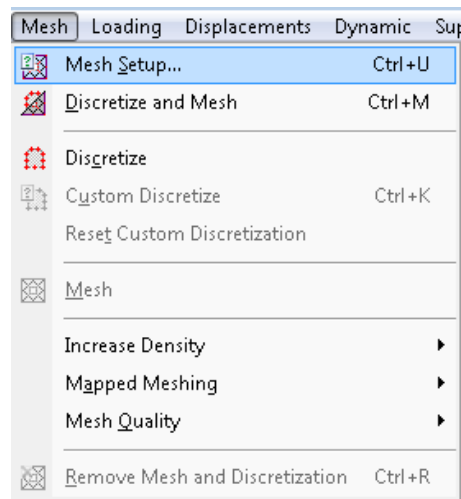 Mesh Loading Displacements Dynamic Sup
Mesh Setup... Ctrl+U
Discretize and Mesh Ctrl+M
Discretize
Custom Discretize Ctrl+K
Reset Custom Discretization
Mesh
Increase Density
Mapped Meshing
Mesh Quality
Remove Mesh and Discretization Ctrl+R